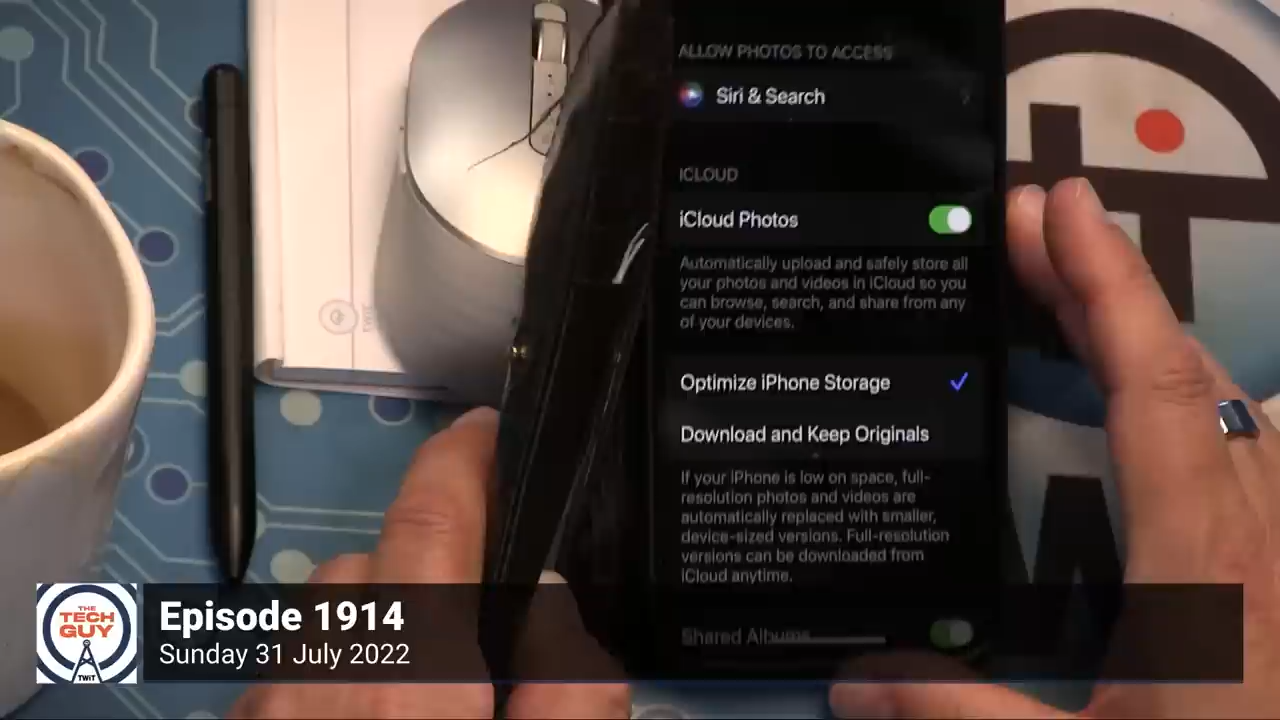 ALLOW PHOTOS TO ACCESS
Siri & Search
ICLOUD
iCloud Photos
Automatically upload and safely store all
your photos and videos in iCloud so you
can browse, search, and share from any
of your devices.
Optimize iPhone Storage
Download and Keep Originals
If your iPhone is low on space, full-
resolution photos and videos are
automatically replaced with smaller,
device-sized versions. Full-resolution
versions can be downloaded from
iCloud anytime.
Shared Albums
THE
TECH
GUY
TWiT
Episode 1914
Sunday 31 July 2022